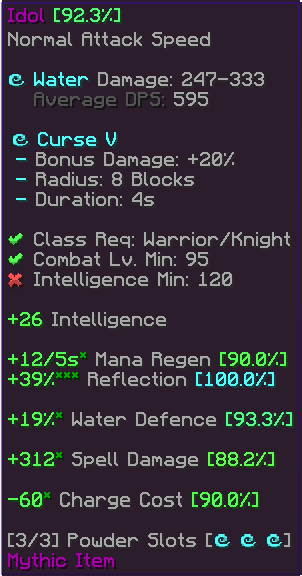 Idol [92.3%]
Normal Attack Speed
Water Damage: 247-333
Average DPS: 595
Curse V
- Bonus Damage: +20%
- Radius: 8 Blocks
- Duration: 4s
✔ Class Req: Warrior/Knight
✔ Combat Lv. Min: 95
✖ Intelligence Min: 120
+26 Intelligence
+12/5s* Mana Regen [90.0%]
+39%*** Reflection [100.0%]
+19%* Water Defence [93.3%]
+312* Spell Damage [88.2%]
-60* Charge Cost [90.0%]
[3/3] Powder Slots [   ]
Mythic Item